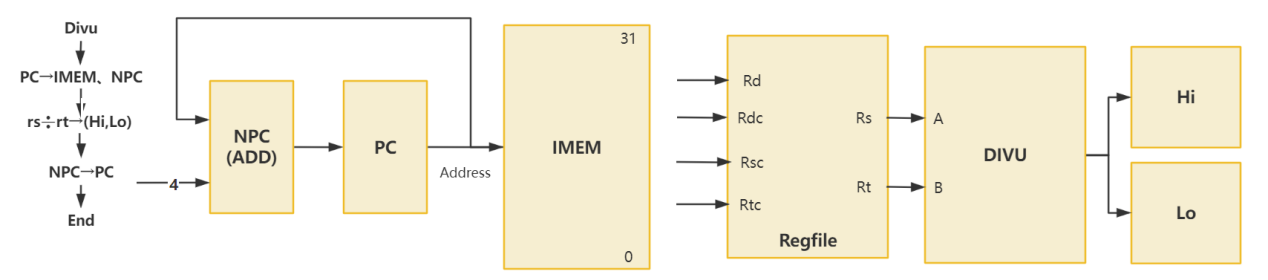 Divu
PC→IMEM、NPC
rs÷rt→(Hi,Lo)
NPC→PC
End
4
NPC
(ADD)
PC
Address
31
IMEM
0
Rd
Rdc
Rsc
Rtc
Rs
Rt
Regfile
A
B
DIVU
Hi
Lo